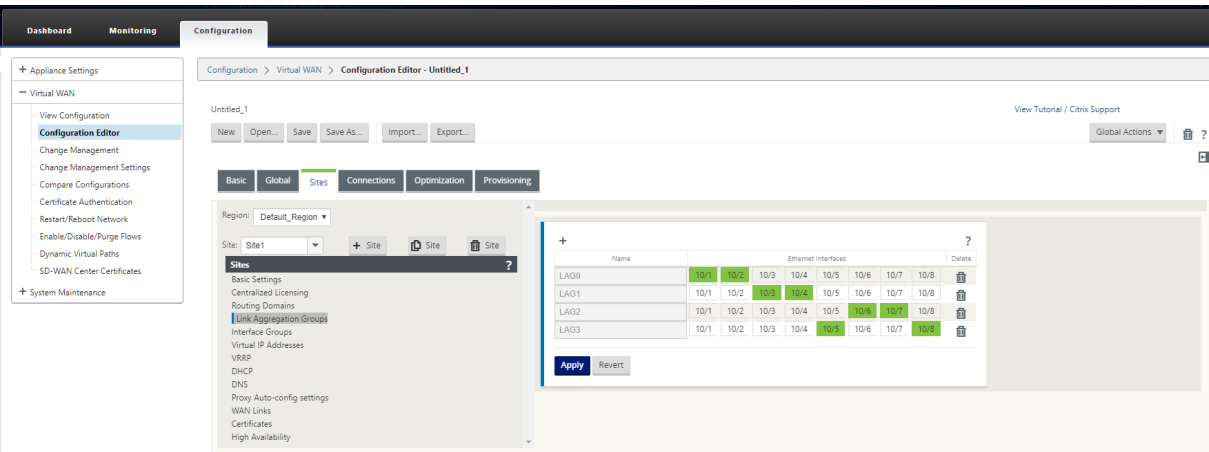 Dashboard Monitoring Configuration
+ Appliance Settings
− Virtual WAN
View Configuration
Configuration Editor
Change Management
Change Management Settings
Compare Configurations
Certificate Authentication
Restart/Reboot Network
Enable/Disable/Purge Flows
Dynamic Virtual Paths
SD-WAN Center Certificates
+ System Maintenance
Configuration > Virtual WAN > Configuration Editor - Untitled_1
Untitled_1 View Tutorial / Citrix Support
New Open... Save Save As... Import... Export... Global Actions ?
Basic Global Sites Connections Optimization Provisioning
Region: Default_Region
Site: Site1 + Site Site Site
Sites ?
Basic Settings
Centralized Licensing
Routing Domains
Link Aggregation Groups
Interface Groups
Virtual IP Addresses
VRRP
DHCP
DNS
Proxy Auto-config settings
WAN Links
Certificates
High Availability
+ ?
Name Ethernet Interfaces Delete
LAG0 10/1 10/2 10/3 10/4 10/5 10/6 10/7 10/8
LAG1 10/1 10/2 10/3 10/4 10/5 10/6 10/7 10/8
LAG2 10/1 10/2 10/3 10/4 10/5 10/6 10/7 10/8
LAG3 10/1 10/2 10/3 10/4 10/5 10/6 10/7 10/8
Apply Revert